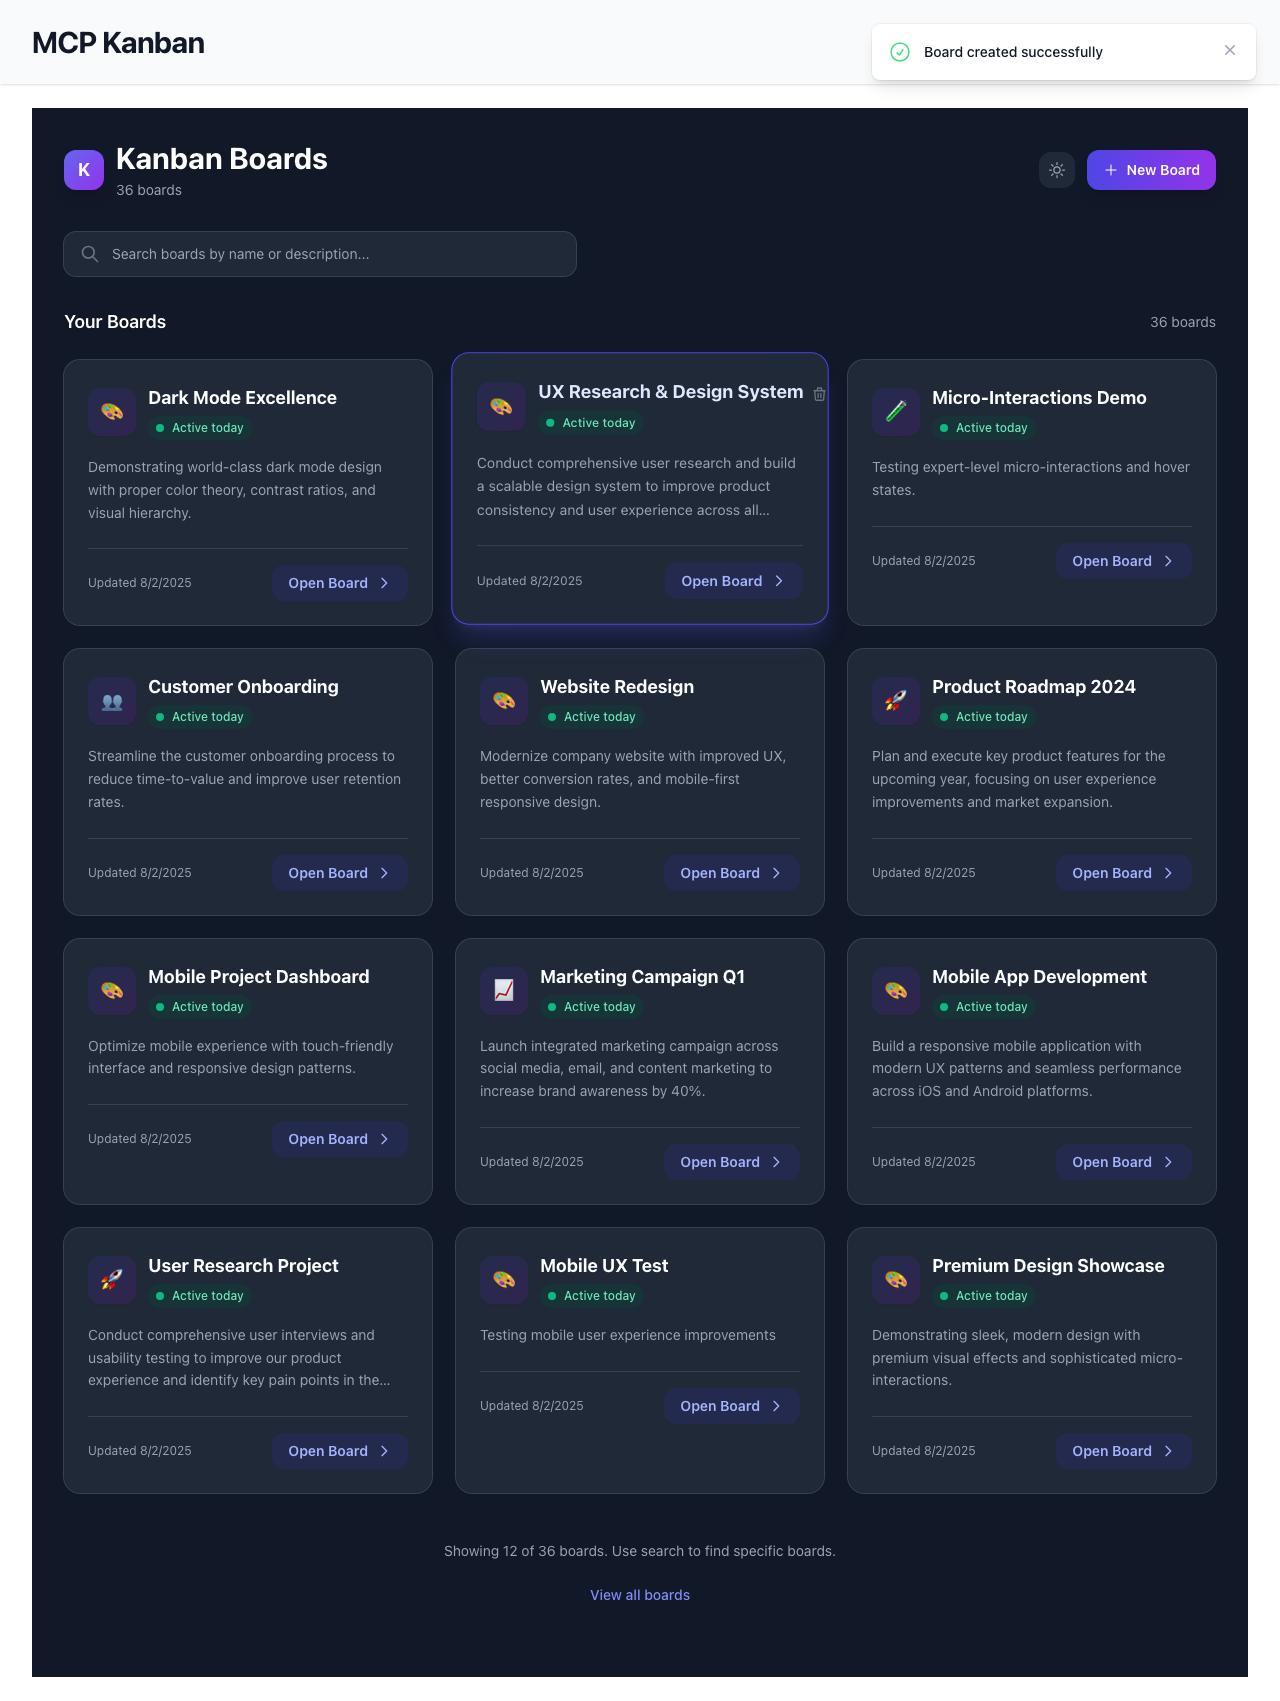 MCP Kanban
Board created successfully
K
Kanban Boards
36 boards
New Board
Search boards by name or description...
Your Boards
36 boards
Dark Mode Excellence
Active today
Demonstrating world-class dark mode design
with proper color theory, contrast ratios, and
visual hierarchy.
Updated 8/2/2025
Open Board
UX Research & Design System
Active today
Conduct comprehensive user research and build
a scalable design system to improve product
consistency and user experience across all...
Updated 8/2/2025
Open Board
Micro-Interactions Demo
Active today
Testing expert-level micro-interactions and hover
states.
Updated 8/2/2025
Open Board
Customer Onboarding
Active today
Streamline the customer onboarding process to
reduce time-to-value and improve user retention
rates.
Updated 8/2/2025
Open Board
Website Redesign
Active today
Modernize company website with improved UX,
better conversion rates, and mobile-first
responsive design.
Updated 8/2/2025
Open Board
Product Roadmap 2024
Active today
Plan and execute key product features for the
upcoming year, focusing on user experience
improvements and market expansion.
Updated 8/2/2025
Open Board
Mobile Project Dashboard
Active today
Optimize mobile experience with touch-friendly
interface and responsive design patterns.
Updated 8/2/2025
Open Board
Marketing Campaign Q1
Active today
Launch integrated marketing campaign across
social media, email, and content marketing to
increase brand awareness by 40%.
Updated 8/2/2025
Open Board
Mobile App Development
Active today
Build a responsive mobile application with
modern UX patterns and seamless performance
across iOS and Android platforms.
Updated 8/2/2025
Open Board
User Research Project
Active today
Conduct comprehensive user interviews and
usability testing to improve our product
experience and identify key pain points in the...
Updated 8/2/2025
Open Board
Mobile UX Test
Active today
Testing mobile user experience improvements
Updated 8/2/2025
Open Board
Premium Design Showcase
Active today
Demonstrating sleek, modern design with
premium visual effects and sophisticated micro-
interactions.
Updated 8/2/2025
Open Board
Showing 12 of 36 boards. Use search to find specific boards.
View all boards